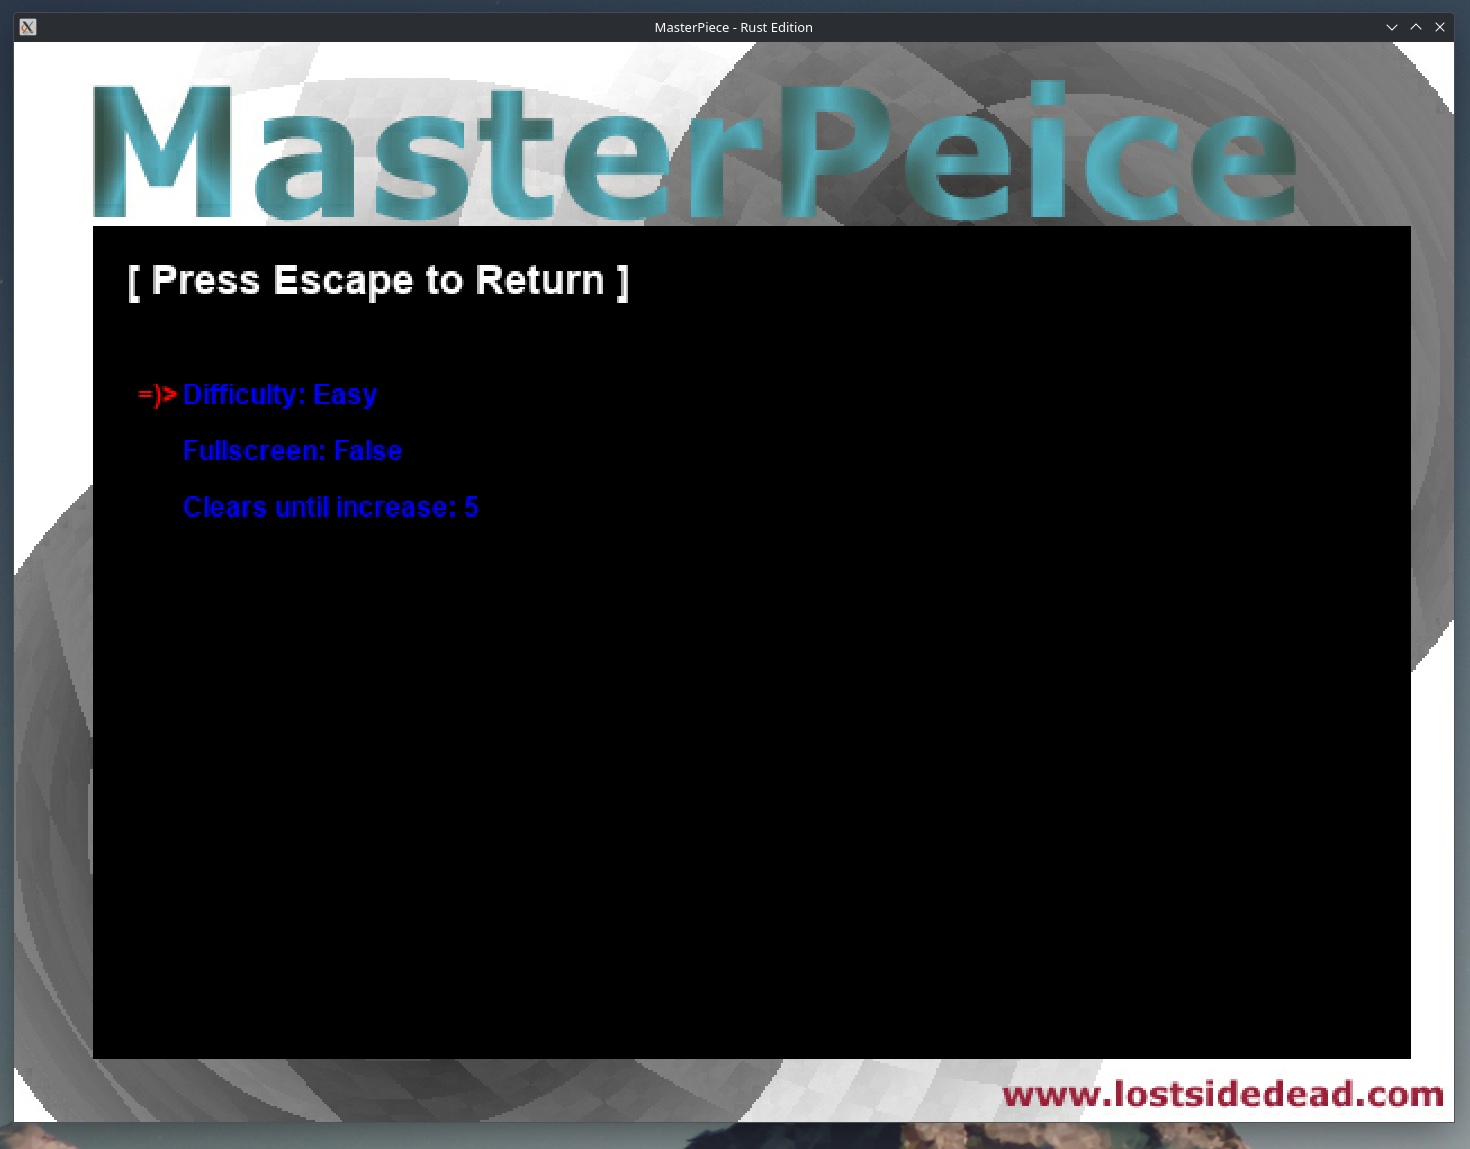 MasterPiece - Rust Edition
MasterPeice
[ Press Escape to Return ]
=)> Difficulty: Easy
Fullscreen: False
Clears until increase: 5
www.lostsidedead.com